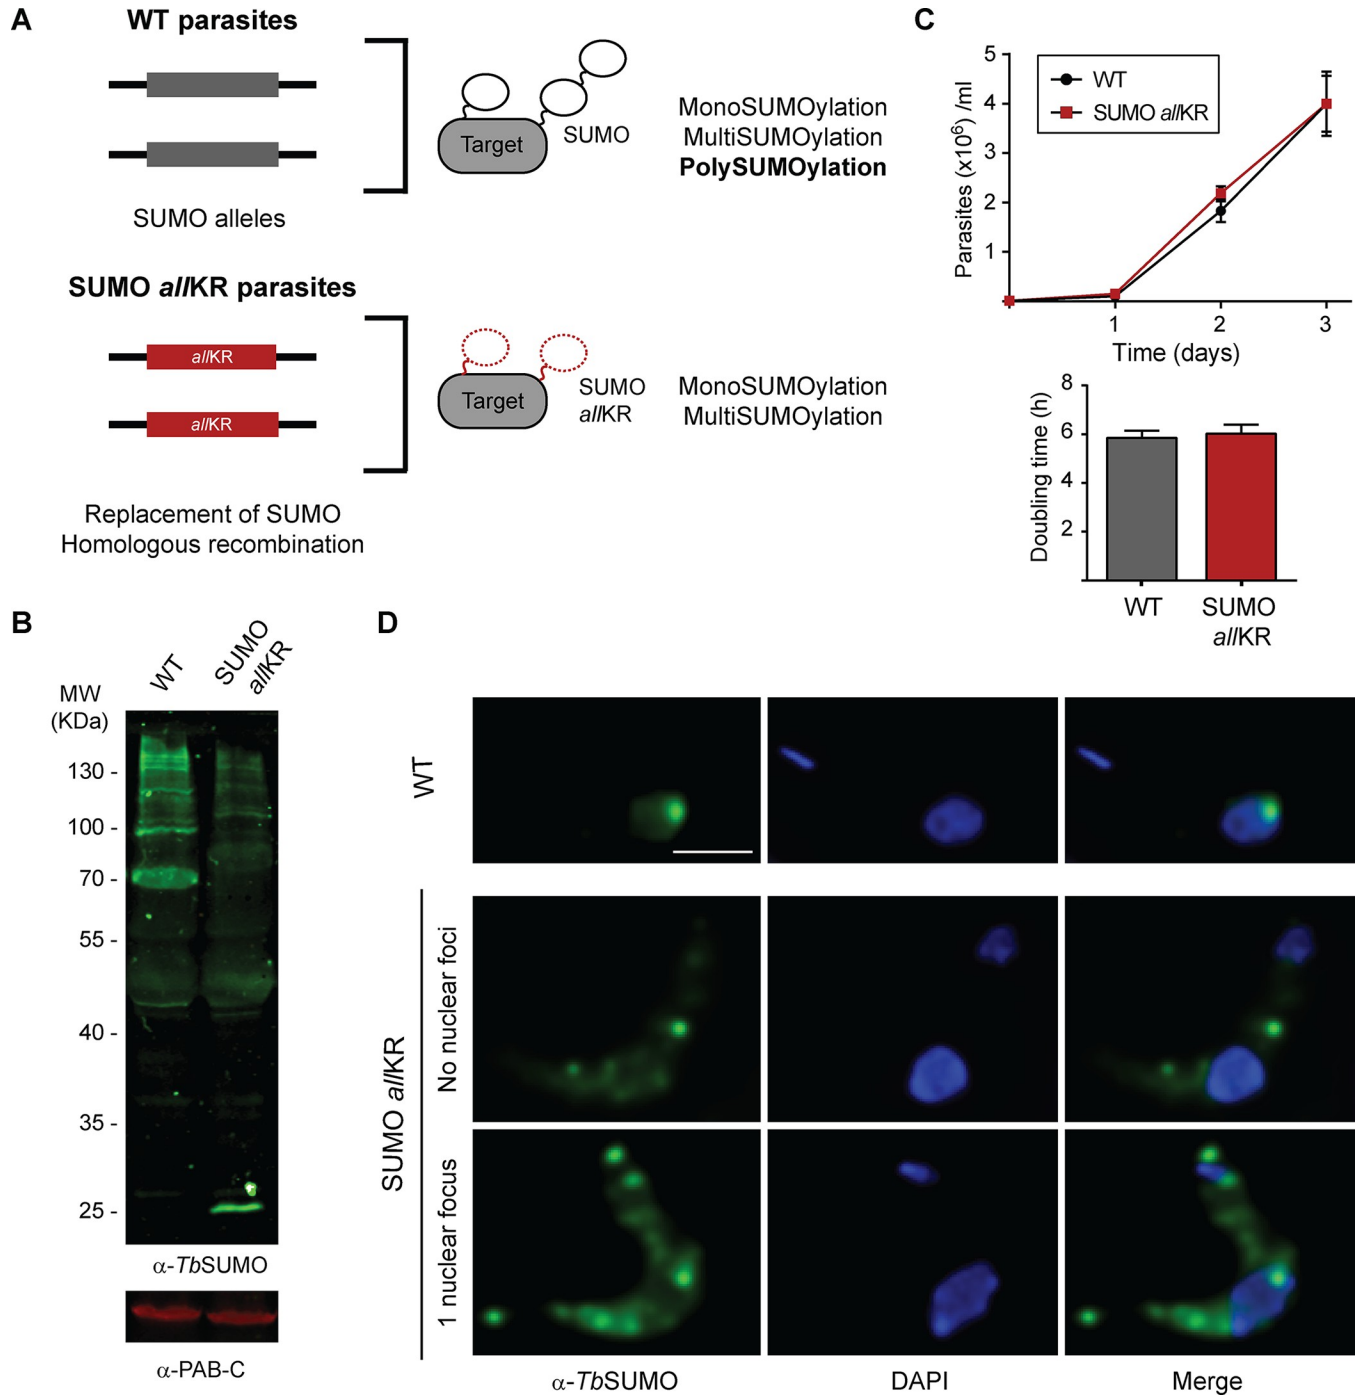 A
WT parasites
SUMO alleles
Target
SUMO
MonoSUMOylation
MultiSUMOylation
PolySUMOylation
SUMO allKR parasites
allKR
allKR
Replacement of SUMO
Homologous recombination
Target
SUMO
allKR
MonoSUMOylation
MultiSUMOylation
C
Parasites (x10⁶) /ml
5
4
3
2
1
WT
SUMO allKR
1 2 3
Time (days)
Doubling time (h)
8
6
4
2
WT
SUMO
allKR
B
MW
(KDa)
WT
SUMO
allKR
130 -
100 -
70 -
55 -
40 -
35 -
25 -
α-TbSUMO
α-PAB-C
D
WT
SUMO allKR
No nuclear foci
1 nuclear focus
α-TbSUMO
DAPI
Merge